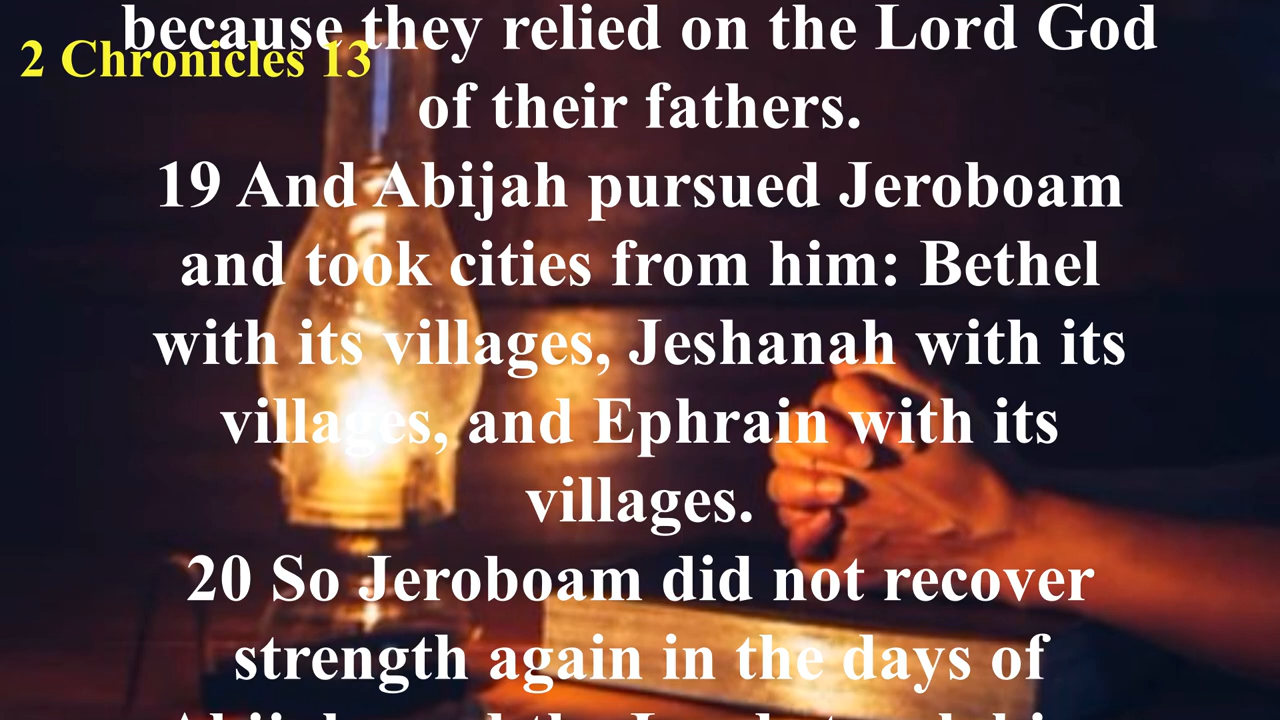 because they relied on the Lord God
2 Chronicles 13
of their fathers.
19 And Abijah pursued Jeroboam
and took cities from him: Bethel
with its villages, Jeshanah with its
villages, and Ephrain with its
villages.
20 So Jeroboam did not recover
strength again in the days of